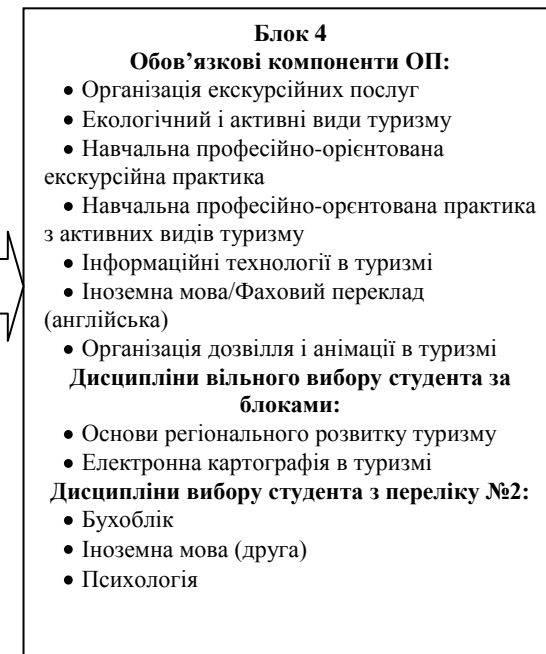 Блок 4
Обов’язкові компоненти ОП:
• Організація екскурсійних послуг
• Екологічний і активні види туризму
• Навчальна професійно-орієнтована
екскурсійна практика
• Навчальна професійно-орєнтована практика
з активних видів туризму
• Інформаційні технології в туризмі
• Іноземна мова/Фаховий переклад
(англійська)
• Організація дозвілля і анімації в туризмі
Дисципліни вільного вибору студента за
блоками:
• Основи регіонального розвитку туризму
• Електронна картографія в туризмі
Дисципліни вибору студента з переліку №2:
• Бухоблік
• Іноземна мова (друга)
• Психологія